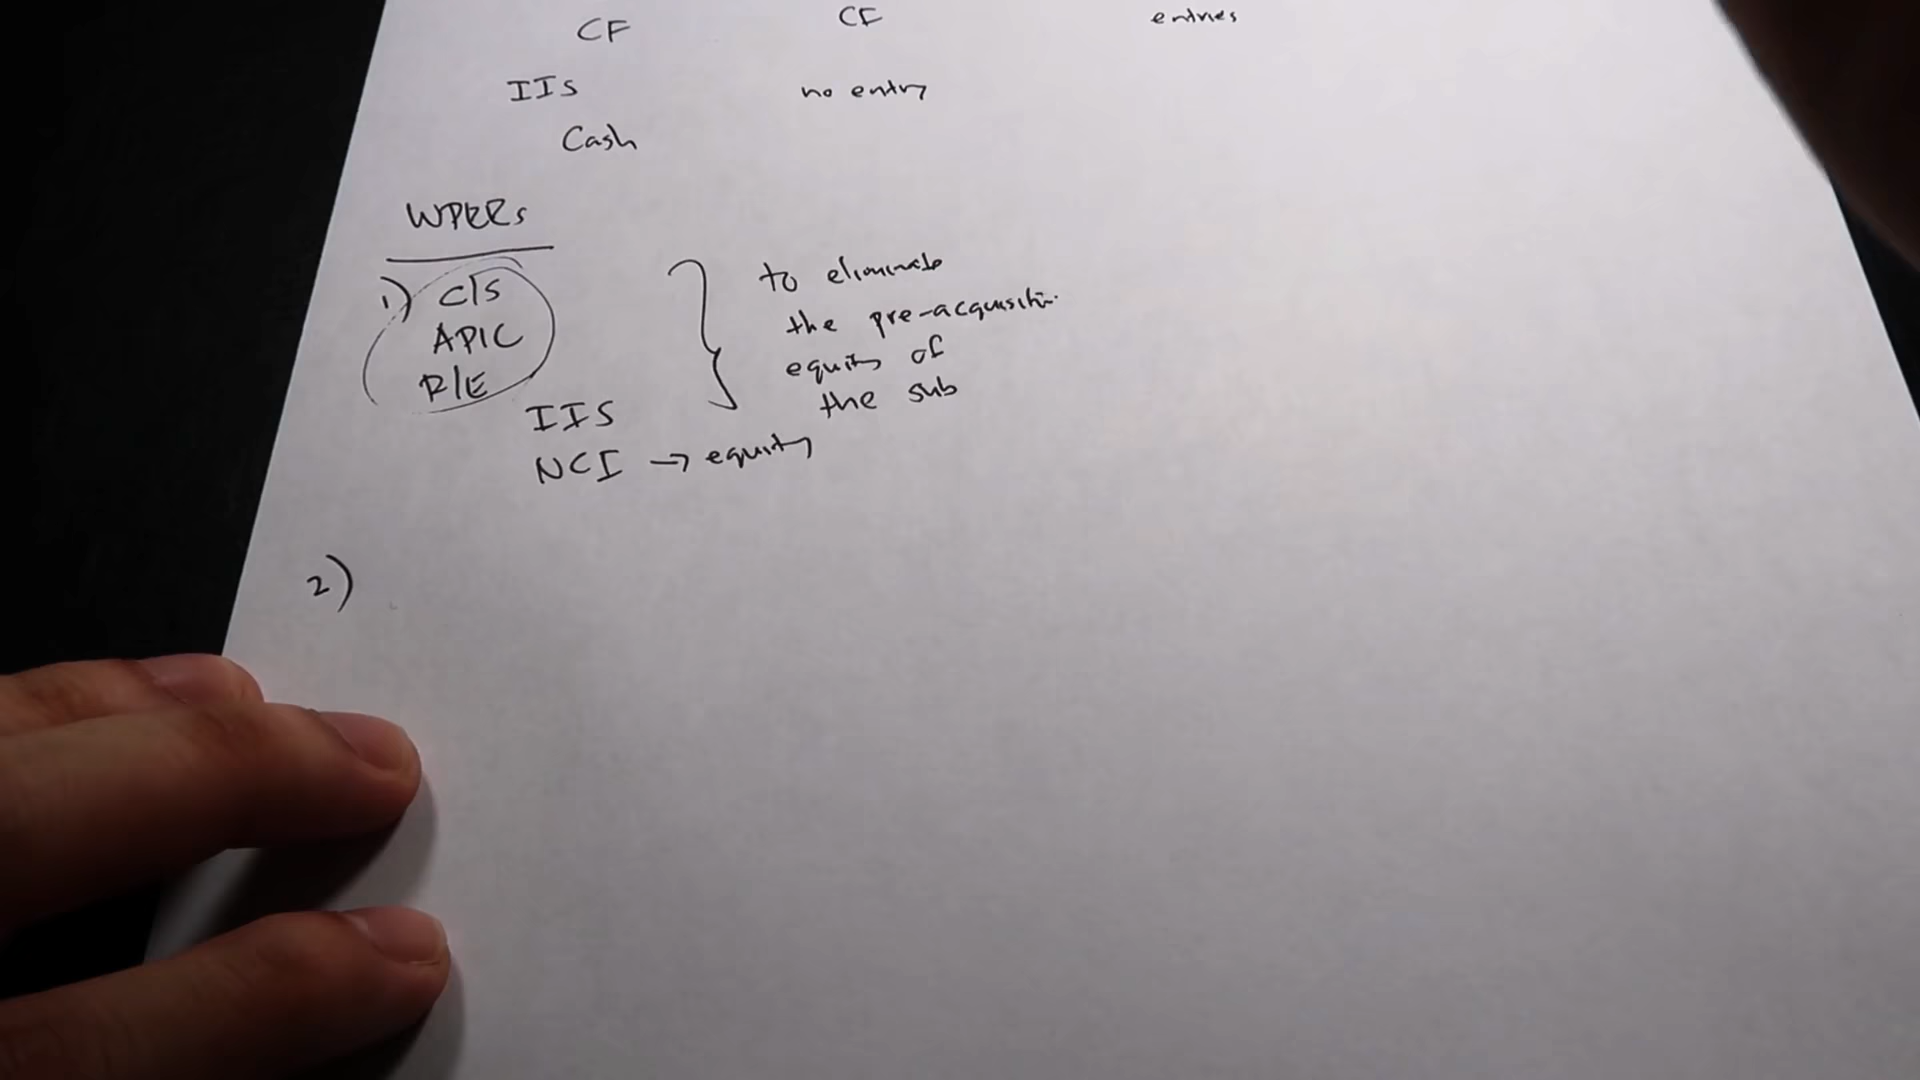 CF CF entries
IIS no entry
Cash
WPERs
1) C/S
APIC
R/E
IIS
NCI → equity
to eliminate
the pre-acquisition
equity of
the sub
2)